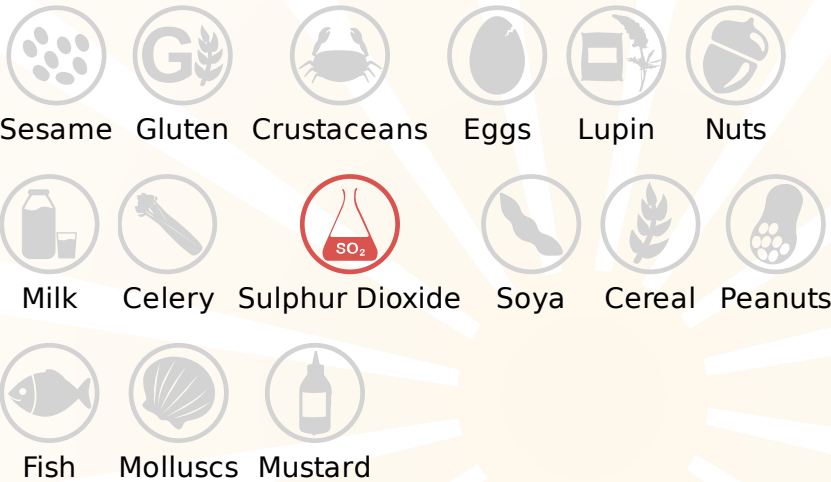 G
Sesame Gluten Crustaceans Eggs Lupin Nuts
SO₂
Milk Celery Sulphur Dioxide Soya Cereal Peanuts
Fish Molluscs Mustard